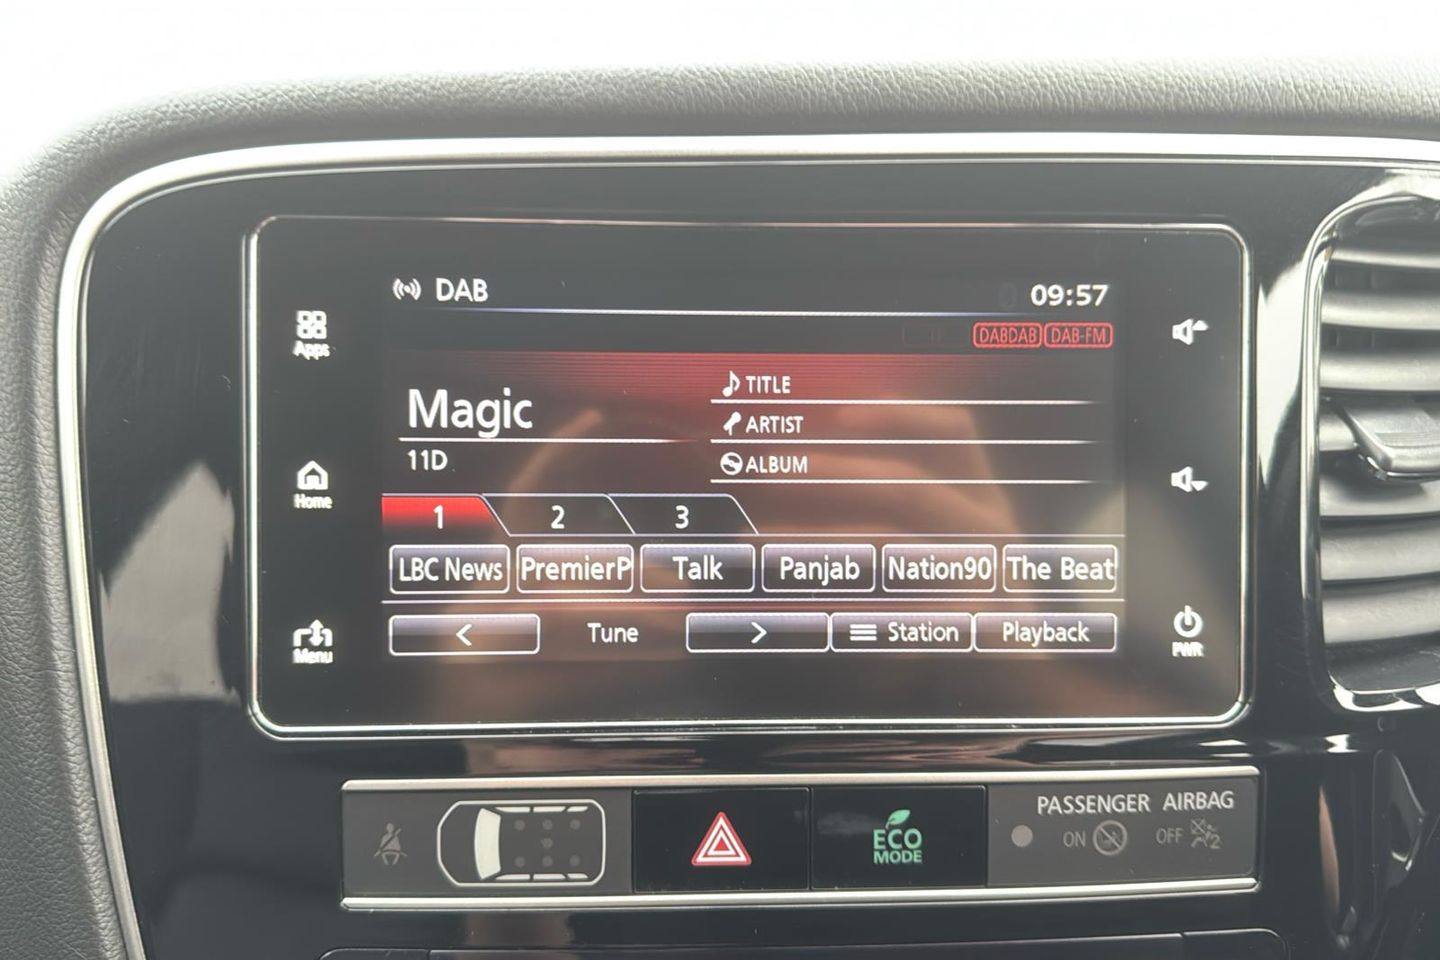 DAB
09:57
DABDAB DAB-FM
Apps
Magic
TITLE
ARTIST
11D
ALBUM
Home
1 2 3
LBC News PremierP Talk Panjab Nation90 The Beat
< Tune > Station Playback
Menu
PWR
PASSENGER AIRBAG
ECO
MODE
ON OFF 2